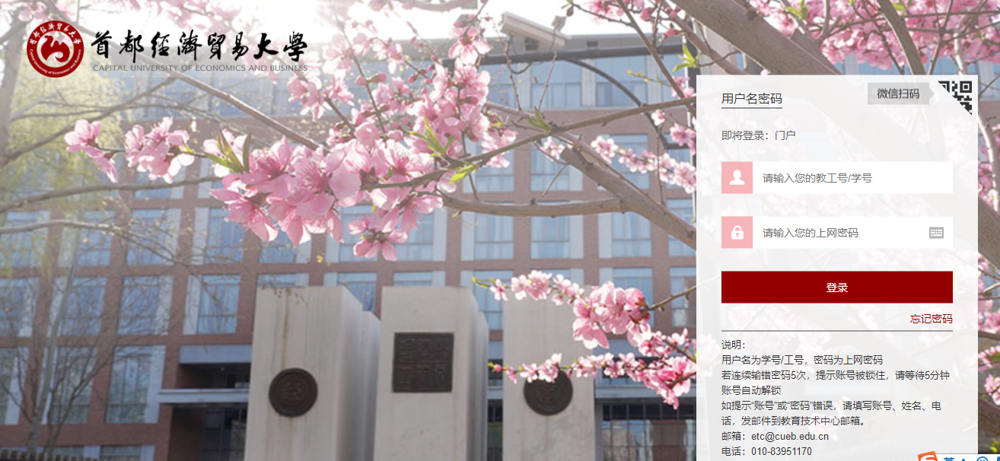 首都經濟貿易大學
CAPITAL UNIVERSITY OF ECONOMICS AND BUSINESS
用户名密码
微信扫码
即将登录：门户
请输入您的教工号/学号
请输入您的上网密码
登录
忘记密码
说明：
用户名为学号/工号，密码为上网密码
若连续输错密码5次，提示账号被锁住，请等待5分钟
账号自动解锁
如提示“账号”或“密码”错误，请填写账号、姓名、电
话，发邮件到教育技术中心邮箱。
邮箱：etc@cueb.edu.cn
电话：010-83951170